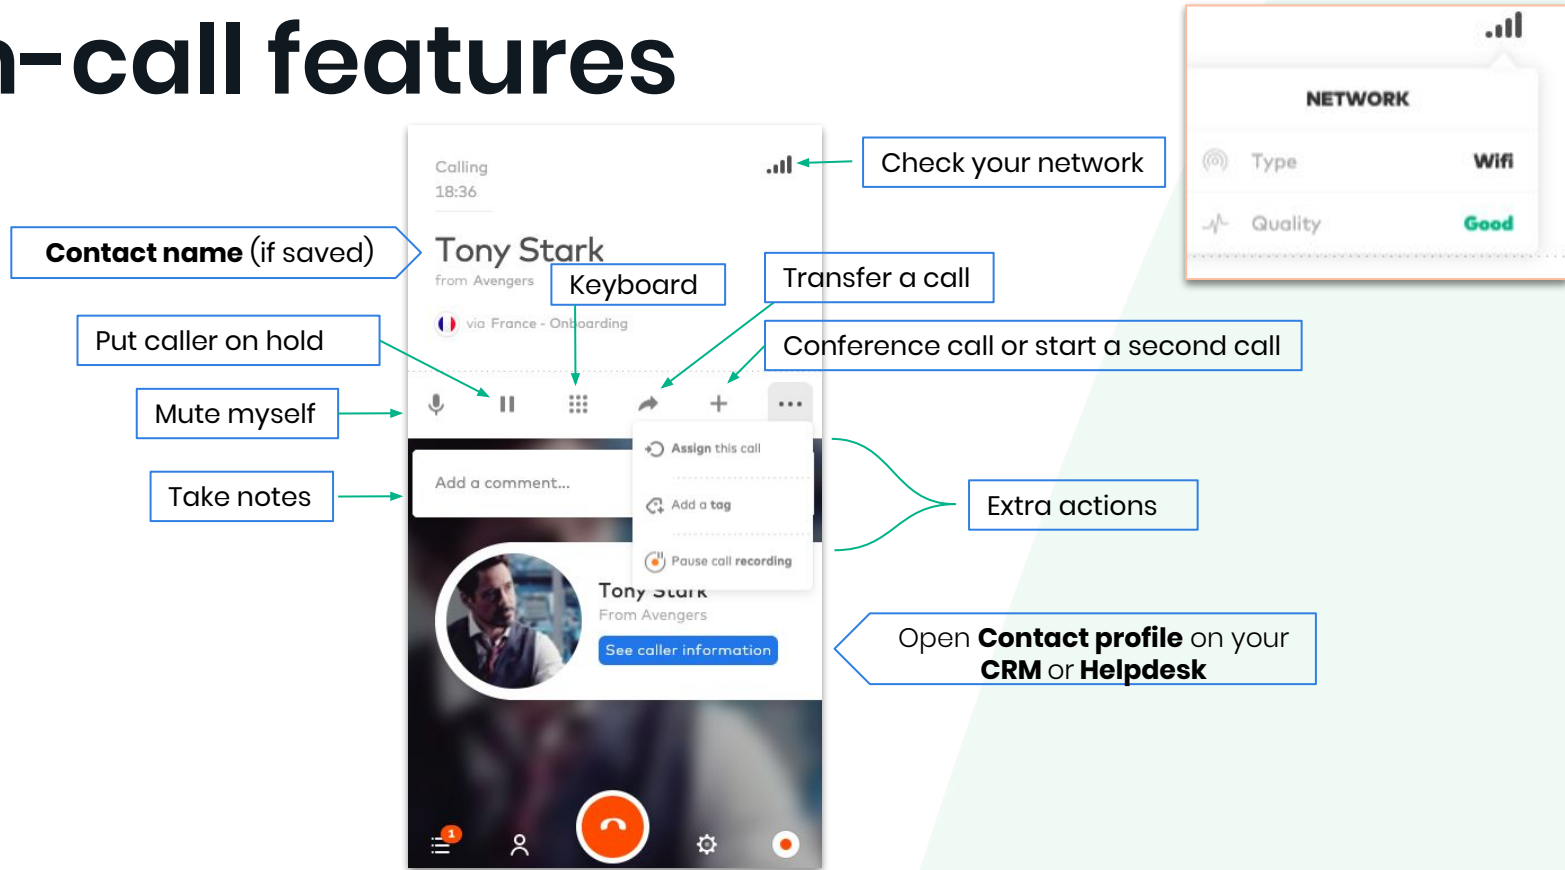 n-call features
NETWORK
Type Wifi
Quality Good
Calling
18:36
Check your network
Contact name (if saved)
Tony Stark
from Avengers
Keyboard
Transfer a call
via France - Onboarding
Put caller on hold
Conference call or start a second call
Mute myself
Assign this call
Take notes
Add a comment...
Add a tag
Extra actions
Pause call recording
Tony Stark
From Avengers
See caller information
Open Contact profile on your
CRM or Helpdesk
1